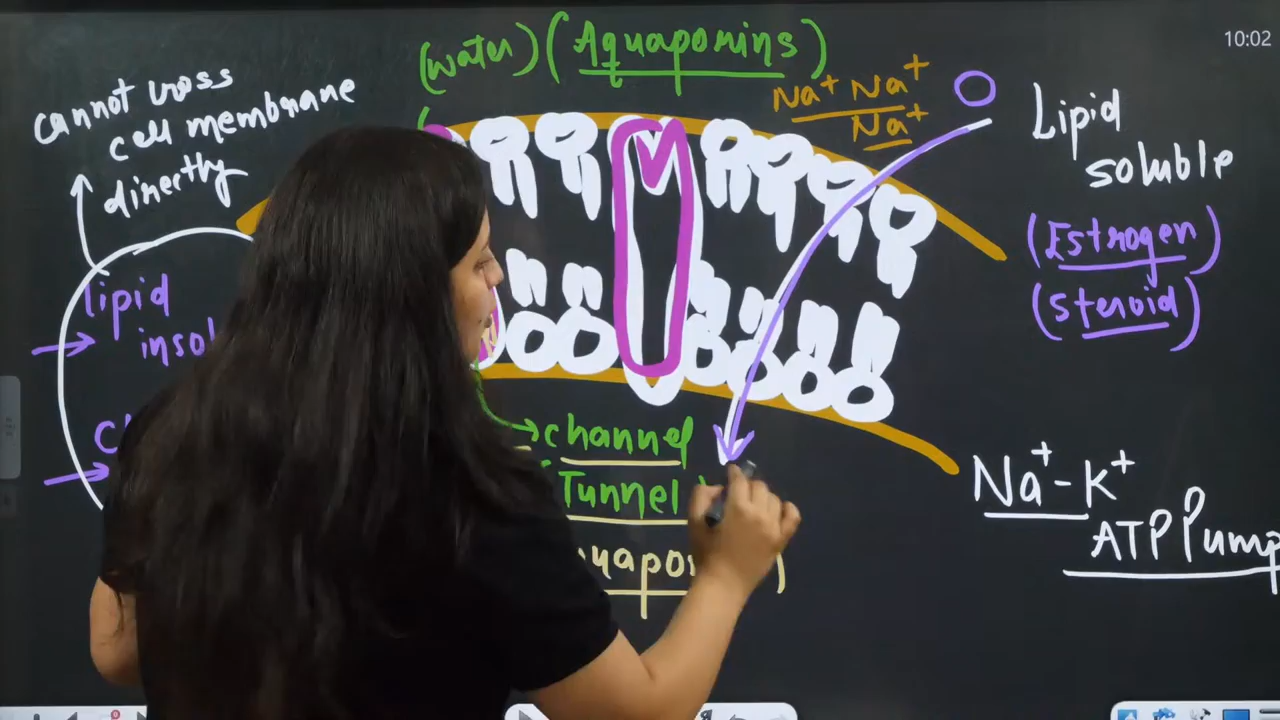 10:02
(water) (Aquaporins)
Na⁺ Na⁺
Na⁺
cannot cross
cell membrane
directly
Lipid
soluble
(Estrogen)
(steroid)
lipid
channel
Tunnel
Na⁺-K⁺
ATP Pump